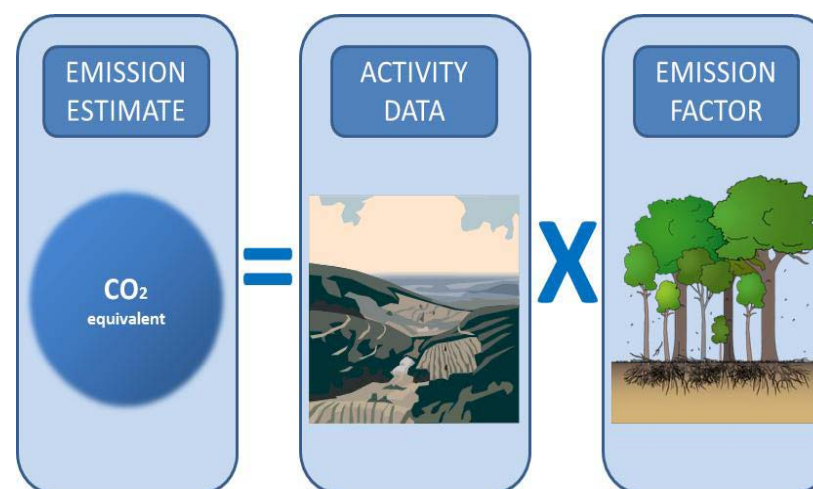 EMISSION
ESTIMATE
CO₂
equivalent
=
ACTIVITY
DATA
X
EMISSION
FACTOR